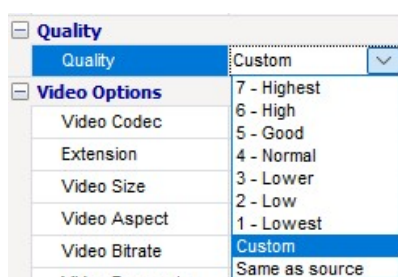 Quality
Quality Custom
7 - Highest
Video Options 6 - High
5 - Good
Video Codec 4 - Normal
Extension 3 - Lower
Video Size 2 - Low
Video Aspect 1 - Lowest
Video Bitrate Custom
Same as source